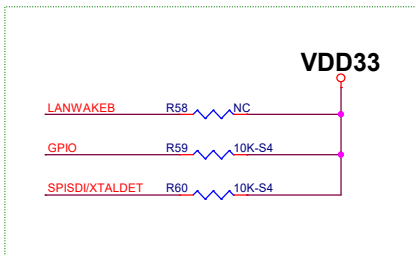 VDD33
LANWAKEB R58 NC
GPIO R59 10K-S4
SPISDI/XTALDET R60 10K-S4